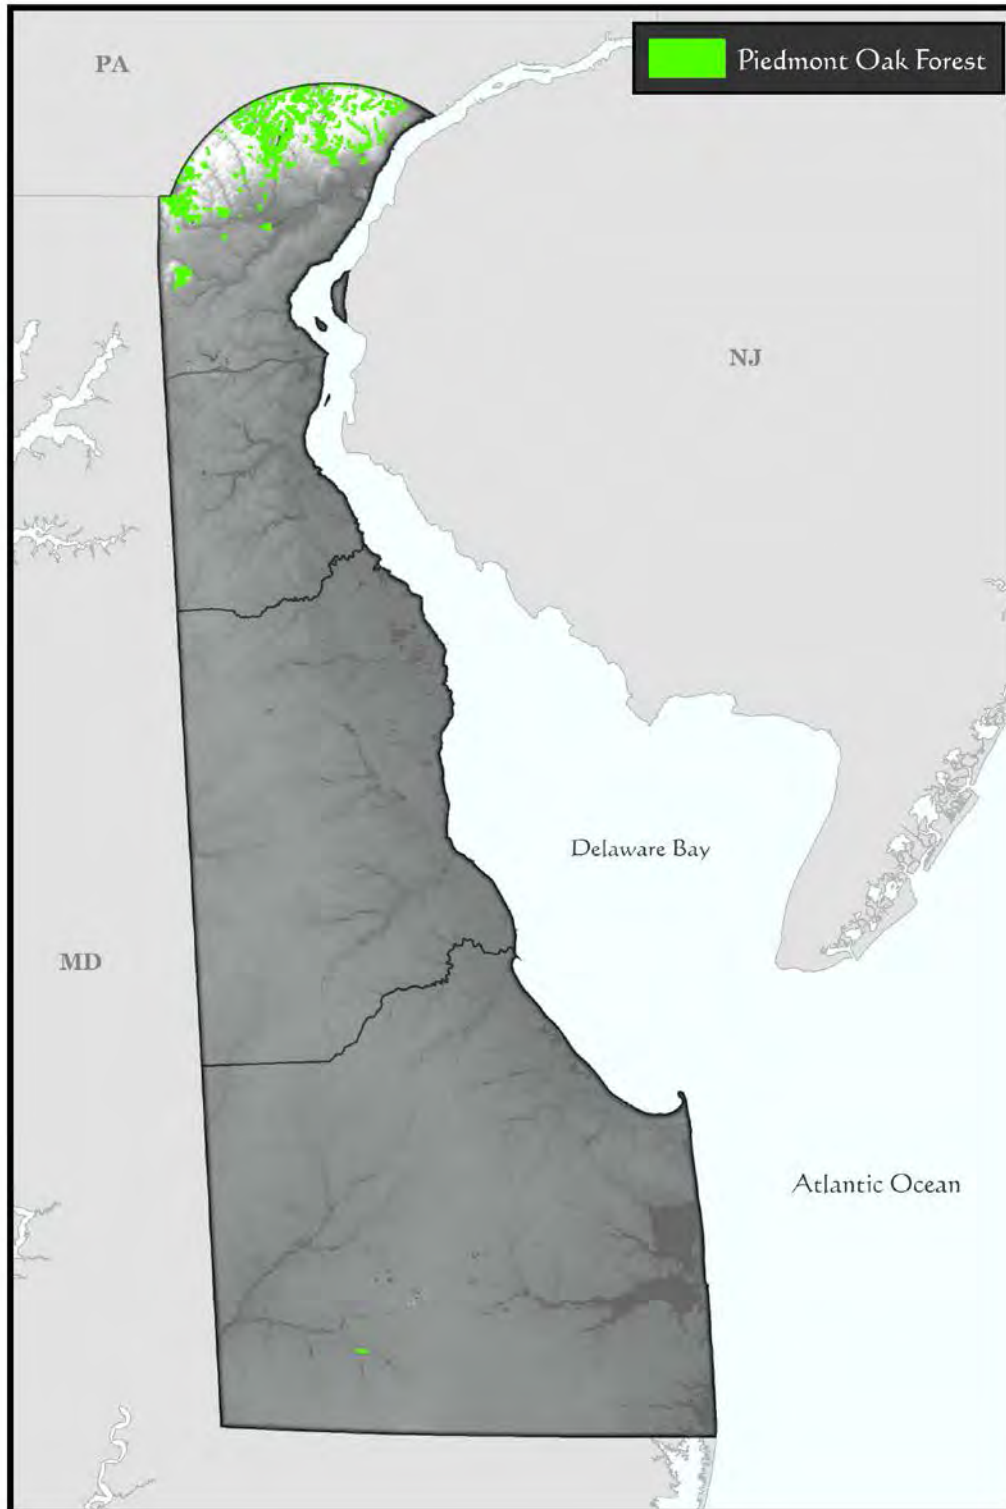 Piedmont Oak Forest
PA
NJ
Delaware Bay
MD
Atlantic Ocean